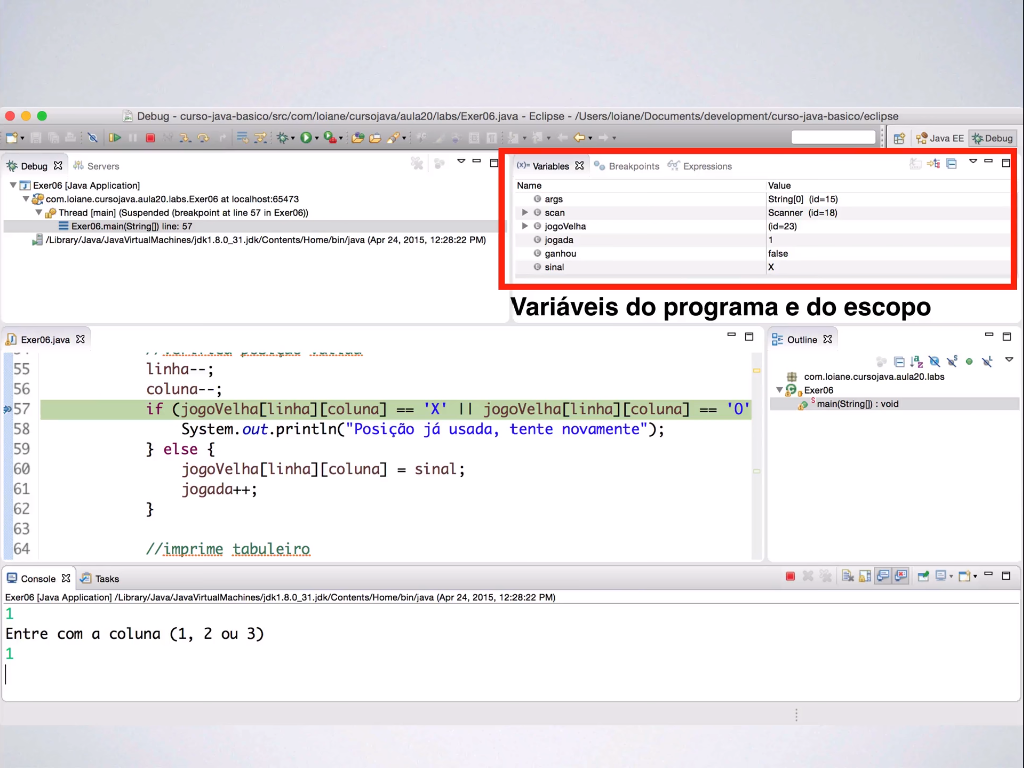 Debug - curso-java-basico/src/com/loiane/cursojava/aula20/labs/Exer06.java - Eclipse - /Users/loiane/Documents/development/curso-java-basico/eclipse
Java EE Debug
Debug Servers
Exer06 [Java Application]
com.loiane.cursojava.aula20.labs.Exer06 at localhost:65473
Thread [main] (Suspended (breakpoint at line 57 in Exer06))
Exer06.main(String[]) line: 57
/Library/Java/JavaVirtualMachines/jdk1.8.0_31.jdk/Contents/Home/bin/java (Apr 24, 2015, 12:28:22 PM)
(x)= Variables Breakpoints Expressions
Name Value
args String[0] (id=15)
scan Scanner (id=18)
jogoVelha (id=23)
jogada 1
ganhou false
sinal X
Variáveis do programa e do escopo
Exer06.java
55 linha--;
56 coluna--;
57 if (jogoVelha[linha][coluna] == 'X' || jogoVelha[linha][coluna] == 'O'
58 System.out.println("Posição já usada, tente novamente");
59 } else {
60 jogoVelha[linha][coluna] = sinal;
61 jogada++;
62 }
63
64 //imprime tabuleiro
Outline
com.loiane.cursojava.aula20.labs
Exer06
main(String[]) : void
Console Tasks
Exer06 [Java Application] /Library/Java/JavaVirtualMachines/jdk1.8.0_31.jdk/Contents/Home/bin/java (Apr 24, 2015, 12:28:22 PM)
1
Entre com a coluna (1, 2 ou 3)
1